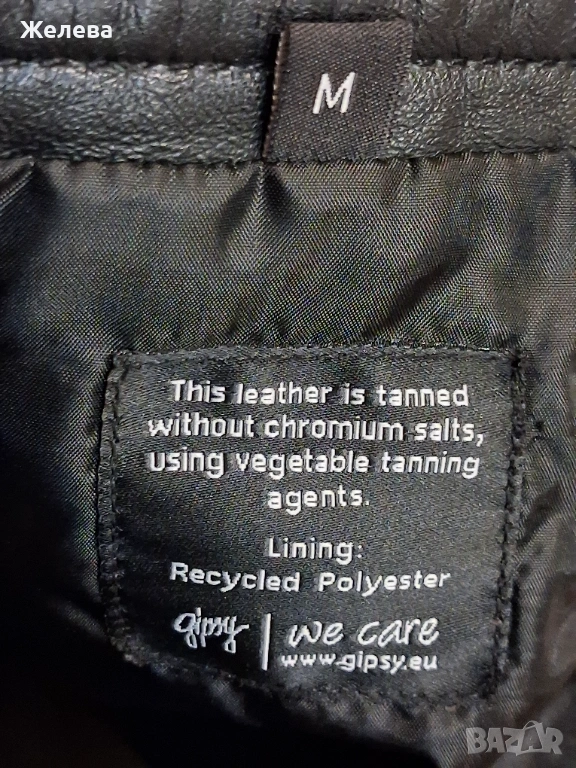 Желева
M
This leather is tanned
without chromium salts,
using vegetable tanning
agents.
Lining:
Recycled Polyester
gipsy | we care
www.gipsy.eu
BAZAR